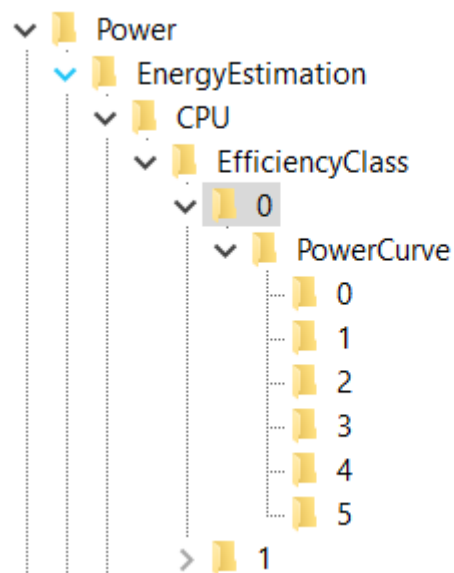 Power
EnergyEstimation
CPU
EfficiencyClass
0
PowerCurve
0
1
2
3
4
5
1